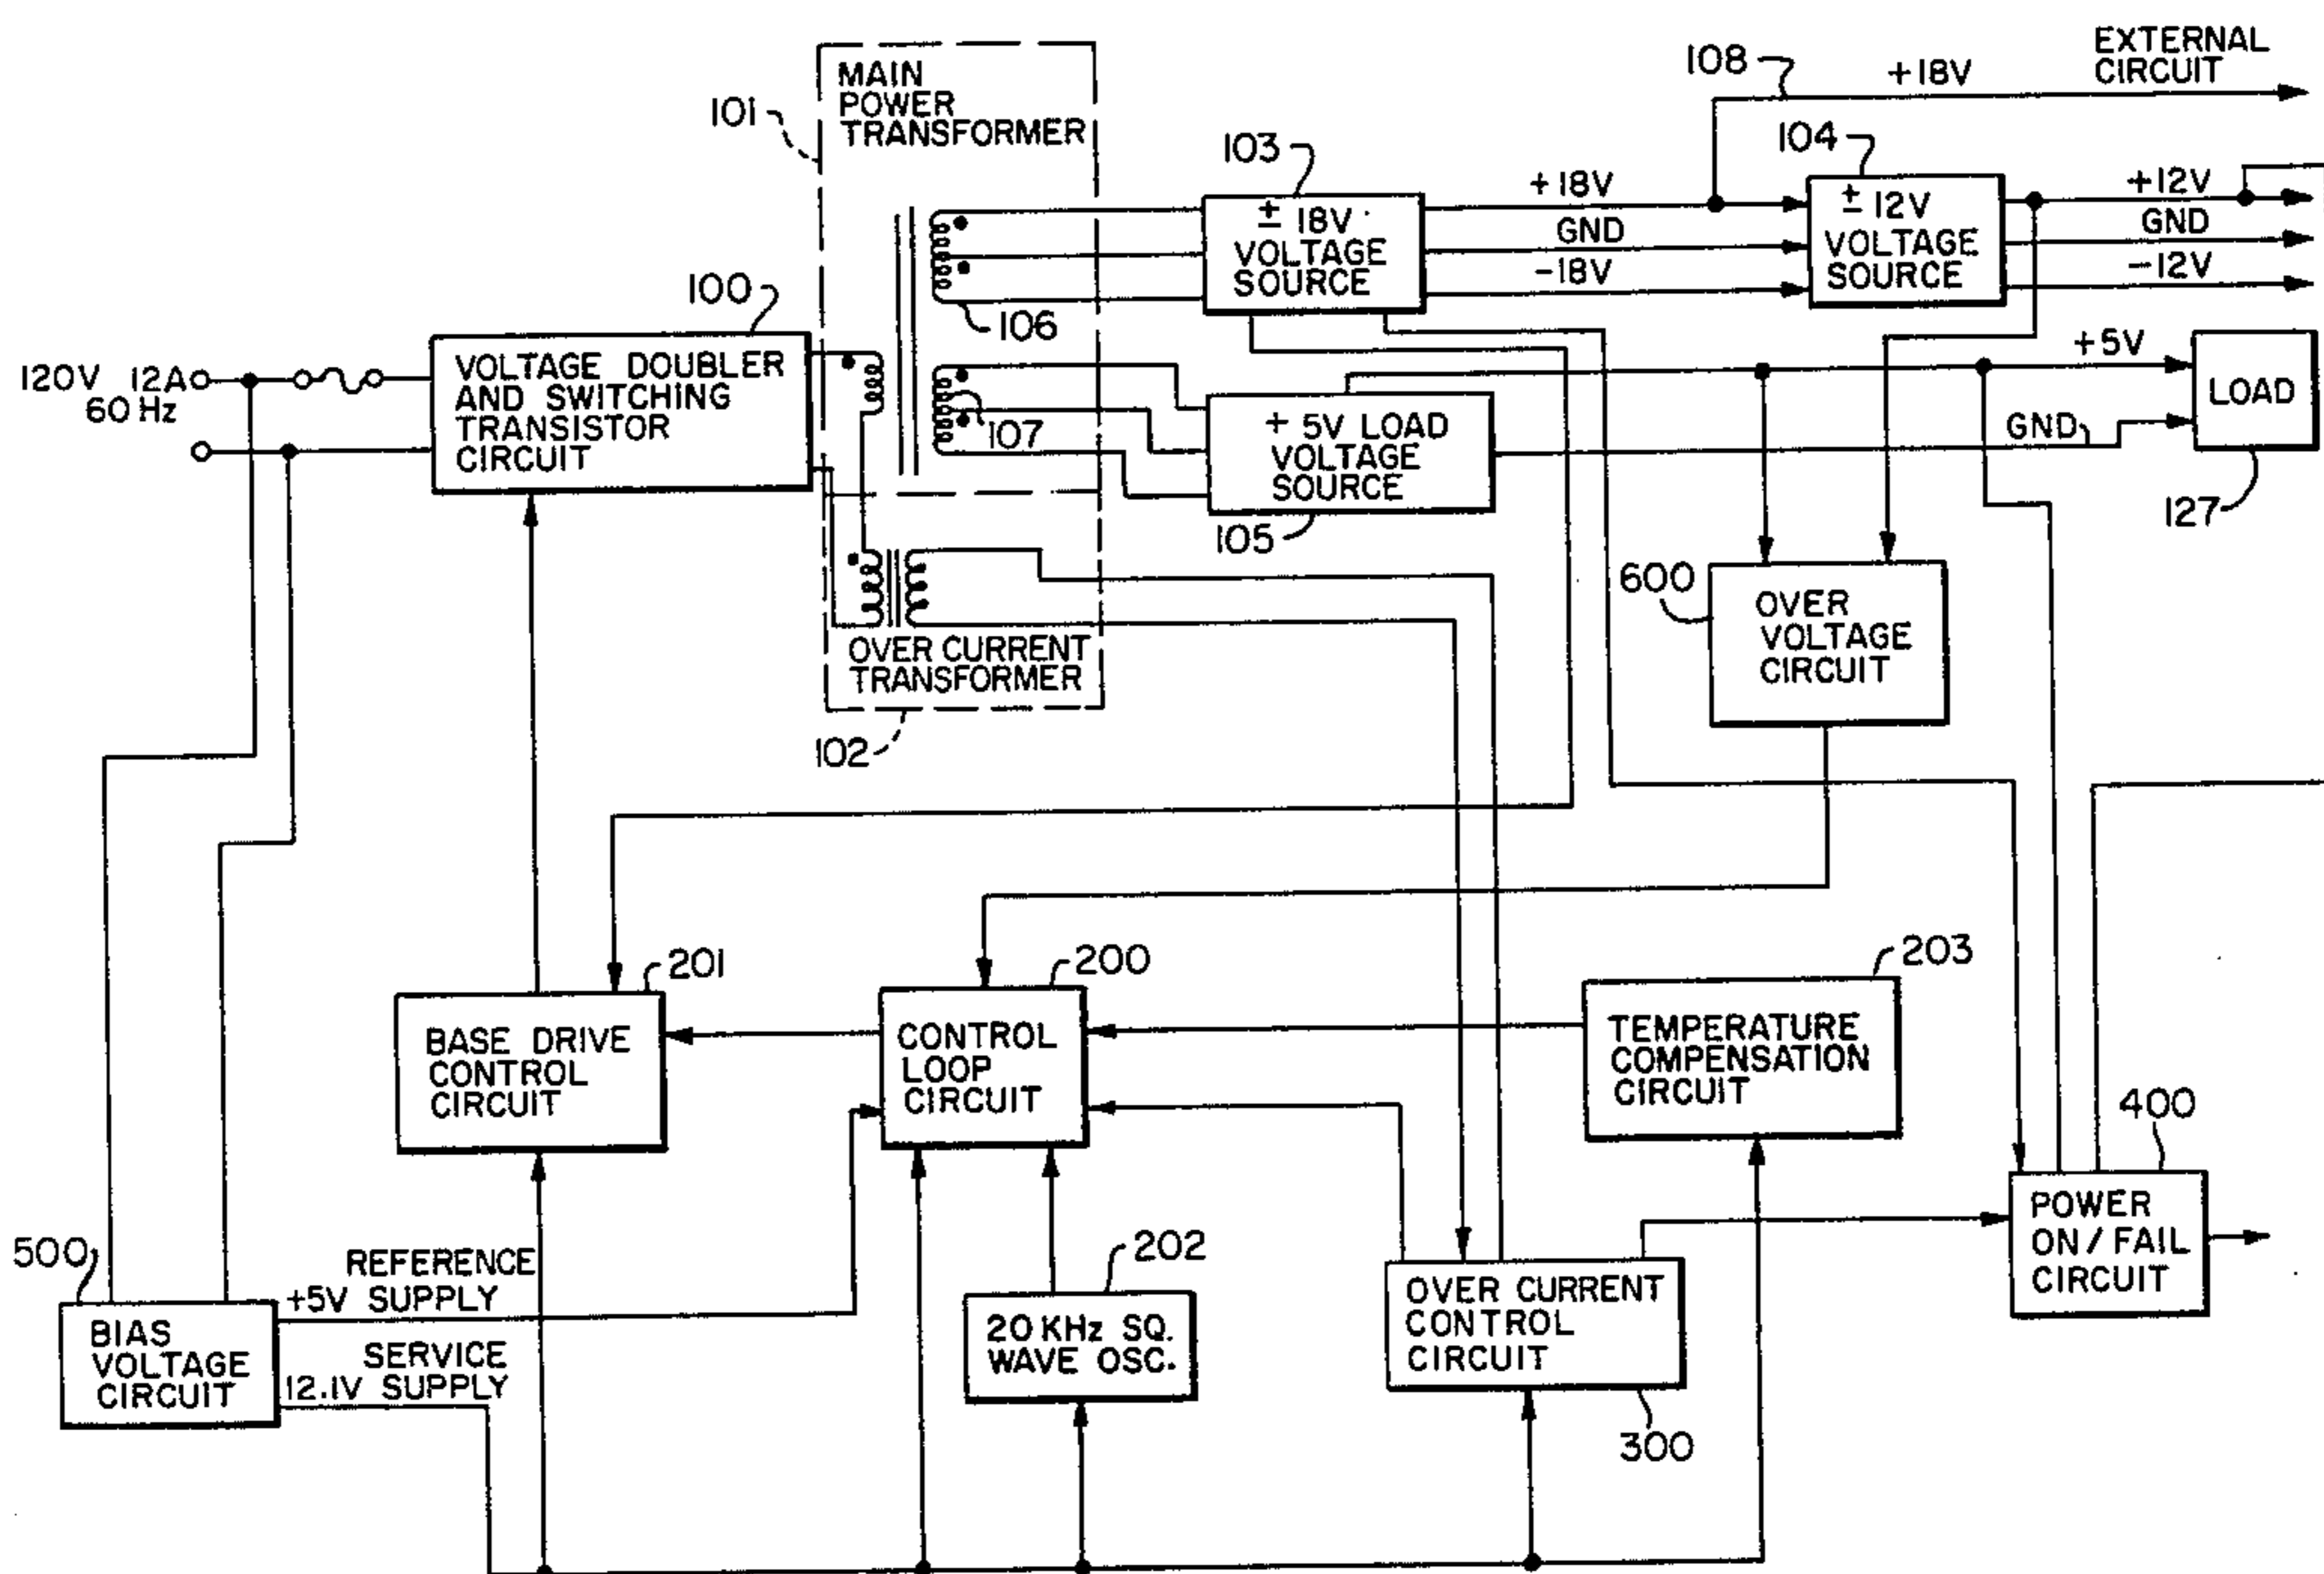 EXTERNAL
CIRCUIT
108
+18V
MAIN
POWER
TRANSFORMER
101
103
104
± 18V
VOLTAGE
SOURCE
+18V
GND
-18V
± 12V
VOLTAGE
SOURCE
+12V
GND
-12V
100
106
120V 12A
60 Hz
VOLTAGE DOUBLER
AND SWITCHING
TRANSISTOR
CIRCUIT
107
+ 5V LOAD
VOLTAGE
SOURCE
105
+5V
GND
LOAD
127
600
OVER
VOLTAGE
CIRCUIT
OVER CURRENT
TRANSFORMER
102
201
200
203
BASE DRIVE
CONTROL
CIRCUIT
CONTROL
LOOP
CIRCUIT
TEMPERATURE
COMPENSATION
CIRCUIT
400
POWER
ON / FAIL
CIRCUIT
500
REFERENCE
+5V SUPPLY
202
BIAS
VOLTAGE
CIRCUIT
SERVICE
12.1V SUPPLY
20 KHz SQ.
WAVE OSC.
OVER CURRENT
CONTROL
CIRCUIT
300